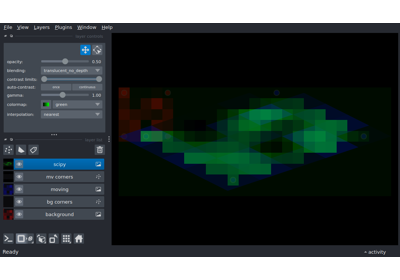 File View Layers Plugins Window Help
opacity: 0.50
blending: translucent_no_depth
contrast limits:
auto-contrast: once continuous
gamma: 1.00
colormap: green
interpolation: nearest
scipy
mv corners
moving
bg corners
background
Ready activity